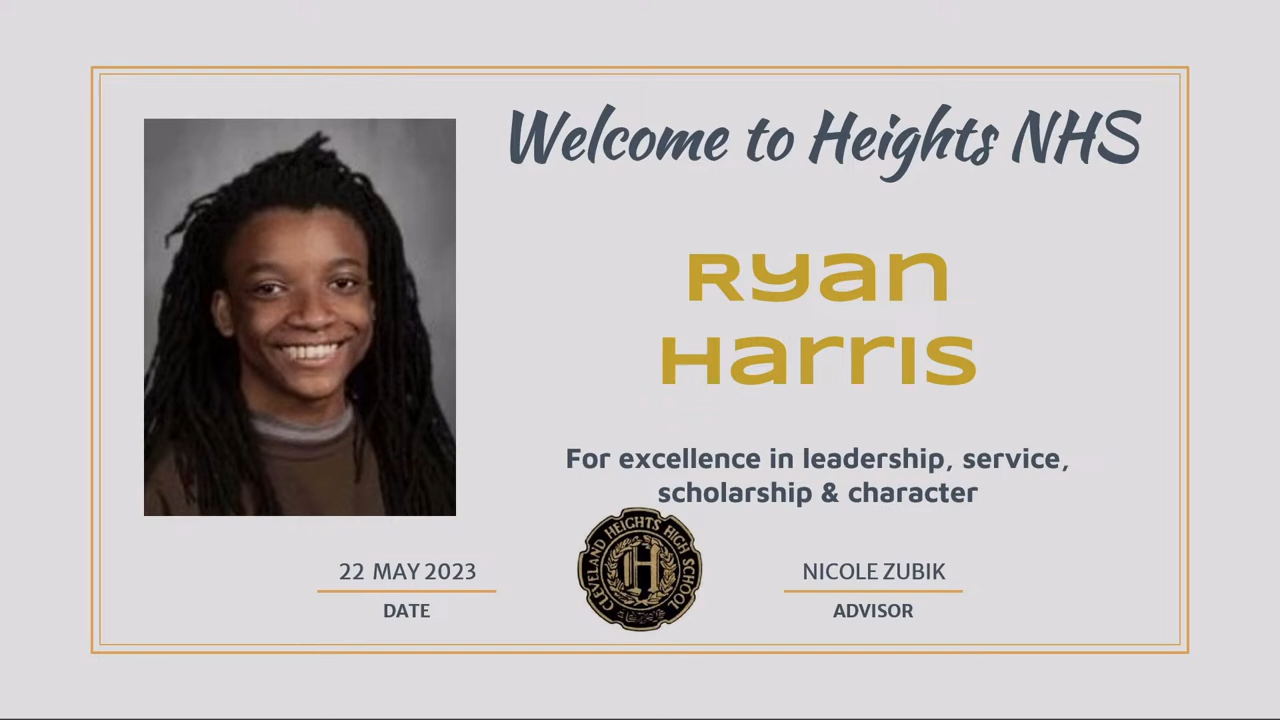 Welcome to Heights NHS
Ryan
Harris
For excellence in leadership, service,
scholarship & character
CLEVELAND HEIGHTS HIGH SCHOOL
H
22 MAY 2023
DATE
NICOLE ZUBIK
ADVISOR